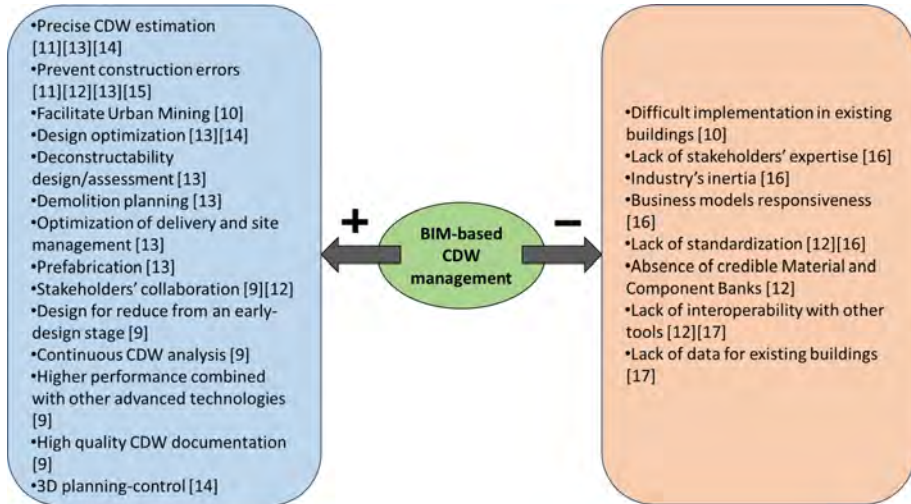 •Precise CDW estimation
[11][13][14]
•Prevent construction errors
[11][12][13][15]
•Facilitate Urban Mining [10]
•Design optimization [13][14]
•Deconstructability
design/assessment [13]
•Demolition planning [13]
•Optimization of delivery and site
management [13]
•Prefabrication [13]
•Stakeholders' collaboration [9][12]
•Design for reduce from an early-
design stage [9]
•Continuous CDW analysis [9]
•Higher performance combined
with other advanced technologies
[9]
•High quality CDW documentation
[9]
•3D planning-control [14]
+
BIM-based
CDW
management
−
•Difficult implementation in existing
buildings [10]
•Lack of stakeholders' expertise [16]
•Industry's inertia [16]
•Business models responsiveness
[16]
•Lack of standardization [12][16]
•Absence of credible Material and
Component Banks [12]
•Lack of interoperability with other
tools [12][17]
•Lack of data for existing buildings
[17]